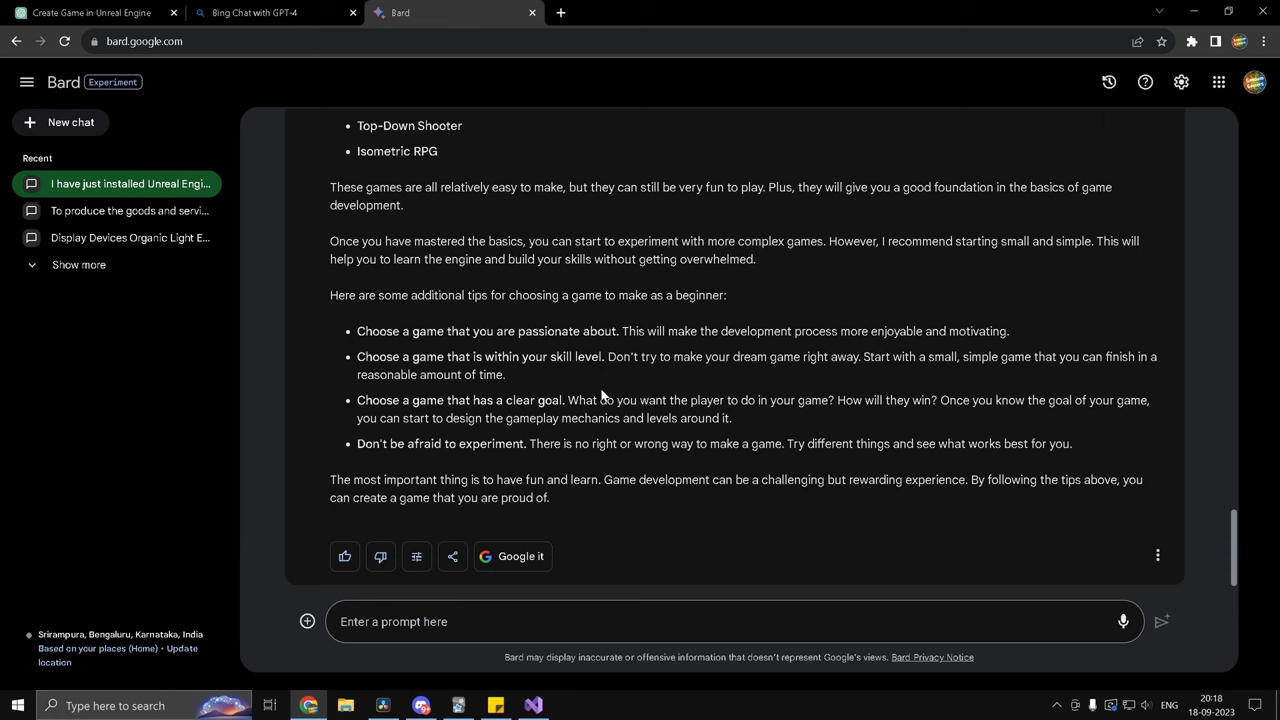 Create Game in Unreal Engine
Bing Chat with GPT-4
Bard
bard.google.com
Bard Experiment
New chat
Recent
I have just installed Unreal Engi...
To produce the goods and servi...
Display Devices Organic Light E...
Show more
Top-Down Shooter
Isometric RPG
These games are all relatively easy to make, but they can still be very fun to play. Plus, they will give you a good foundation in the basics of game
development.
Once you have mastered the basics, you can start to experiment with more complex games. However, I recommend starting small and simple. This will
help you to learn the engine and build your skills without getting overwhelmed.
Here are some additional tips for choosing a game to make as a beginner:
Choose a game that you are passionate about. This will make the development process more enjoyable and motivating.
Choose a game that is within your skill level. Don't try to make your dream game right away. Start with a small, simple game that you can finish in a
reasonable amount of time.
Choose a game that has a clear goal. What do you want the player to do in your game? How will they win? Once you know the goal of your game,
you can start to design the gameplay mechanics and levels around it.
Don't be afraid to experiment. There is no right or wrong way to make a game. Try different things and see what works best for you.
The most important thing is to have fun and learn. Game development can be a challenging but rewarding experience. By following the tips above, you
can create a game that you are proud of.
Google it
Enter a prompt here
Srirampura, Bengaluru, Karnataka, India
Based on your places (Home) • Update
location
Bard may display inaccurate or offensive information that doesn't represent Google's views. Bard Privacy Notice
Type here to search
ENG
20:18
18-09-2023